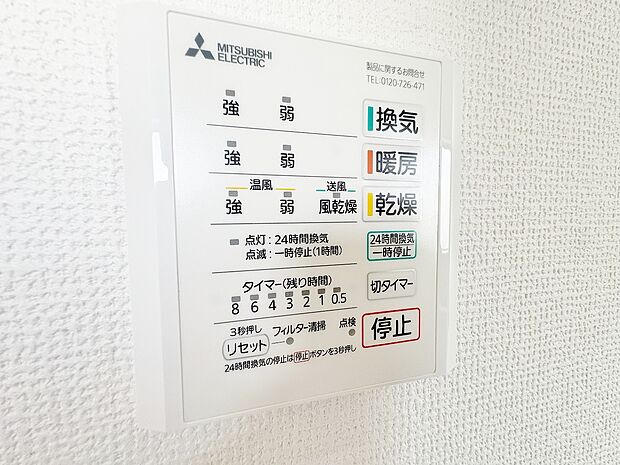 MITSUBISHI
ELECTRIC
製品に関するお問合せ
TEL:0120-726-471
強 弱 換気
強 弱 暖房
温風 送風
強 弱 風乾燥 乾燥
点灯:24時間換気
点滅:一時停止(1時間)
24時間換気
一時停止
タイマー(残り時間)
8 6 4 3 2 1 0.5
切タイマー
3秒押し
リセット フィルター清掃 点検
停止
24時間換気の停止は停止ボタンを3秒押し